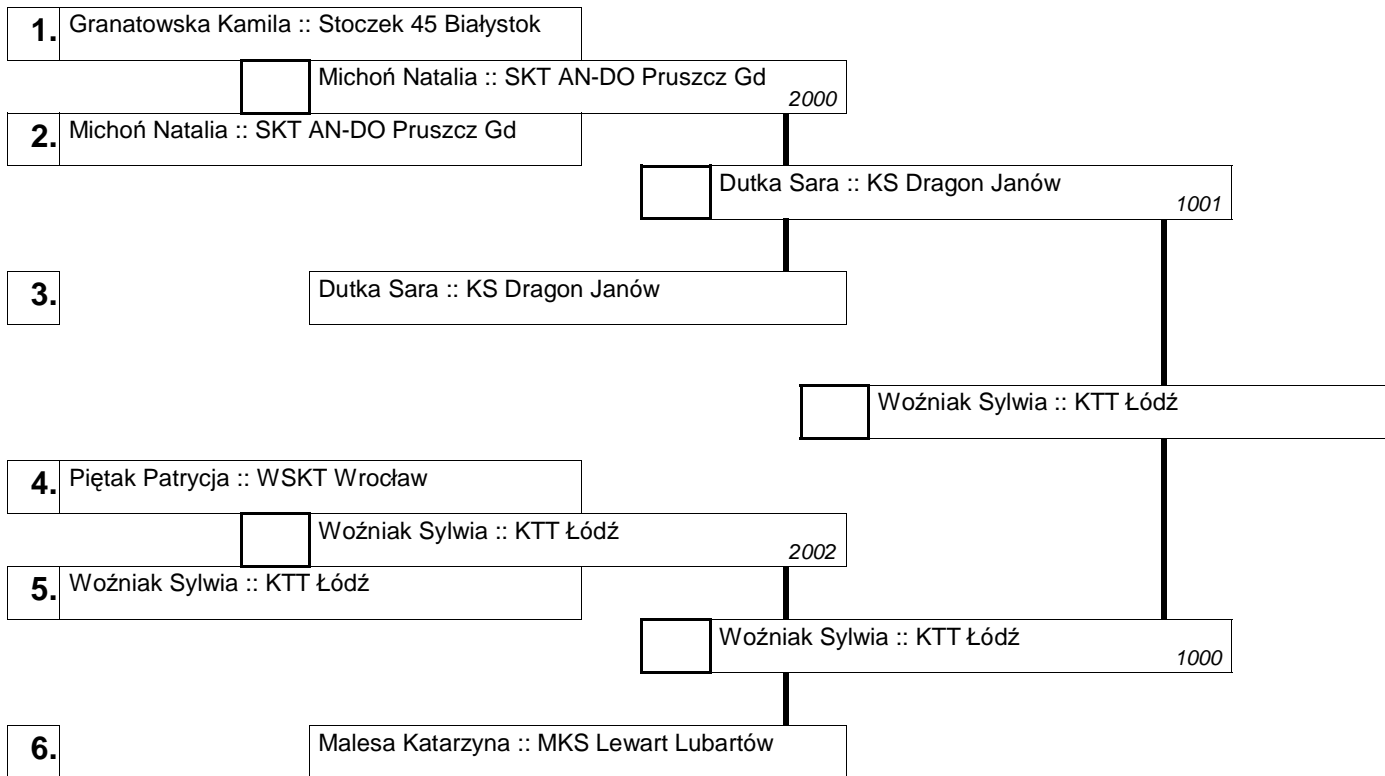 1. Granatowska Kamila :: Stoczek 45 Białystok
Michoń Natalia :: SKT AN-DO Pruszcz Gd
2000
2. Michoń Natalia :: SKT AN-DO Pruszcz Gd
Dutka Sara :: KS Dragon Janów
1001
3. Dutka Sara :: KS Dragon Janów
Woźniak Sylwia :: KTT Łódź
4. Piętak Patrycja :: WSKT Wrocław
Woźniak Sylwia :: KTT Łódź
2002
5. Woźniak Sylwia :: KTT Łódź
Woźniak Sylwia :: KTT Łódź
1000
6. Malesa Katarzyna :: MKS Lewart Lubartów